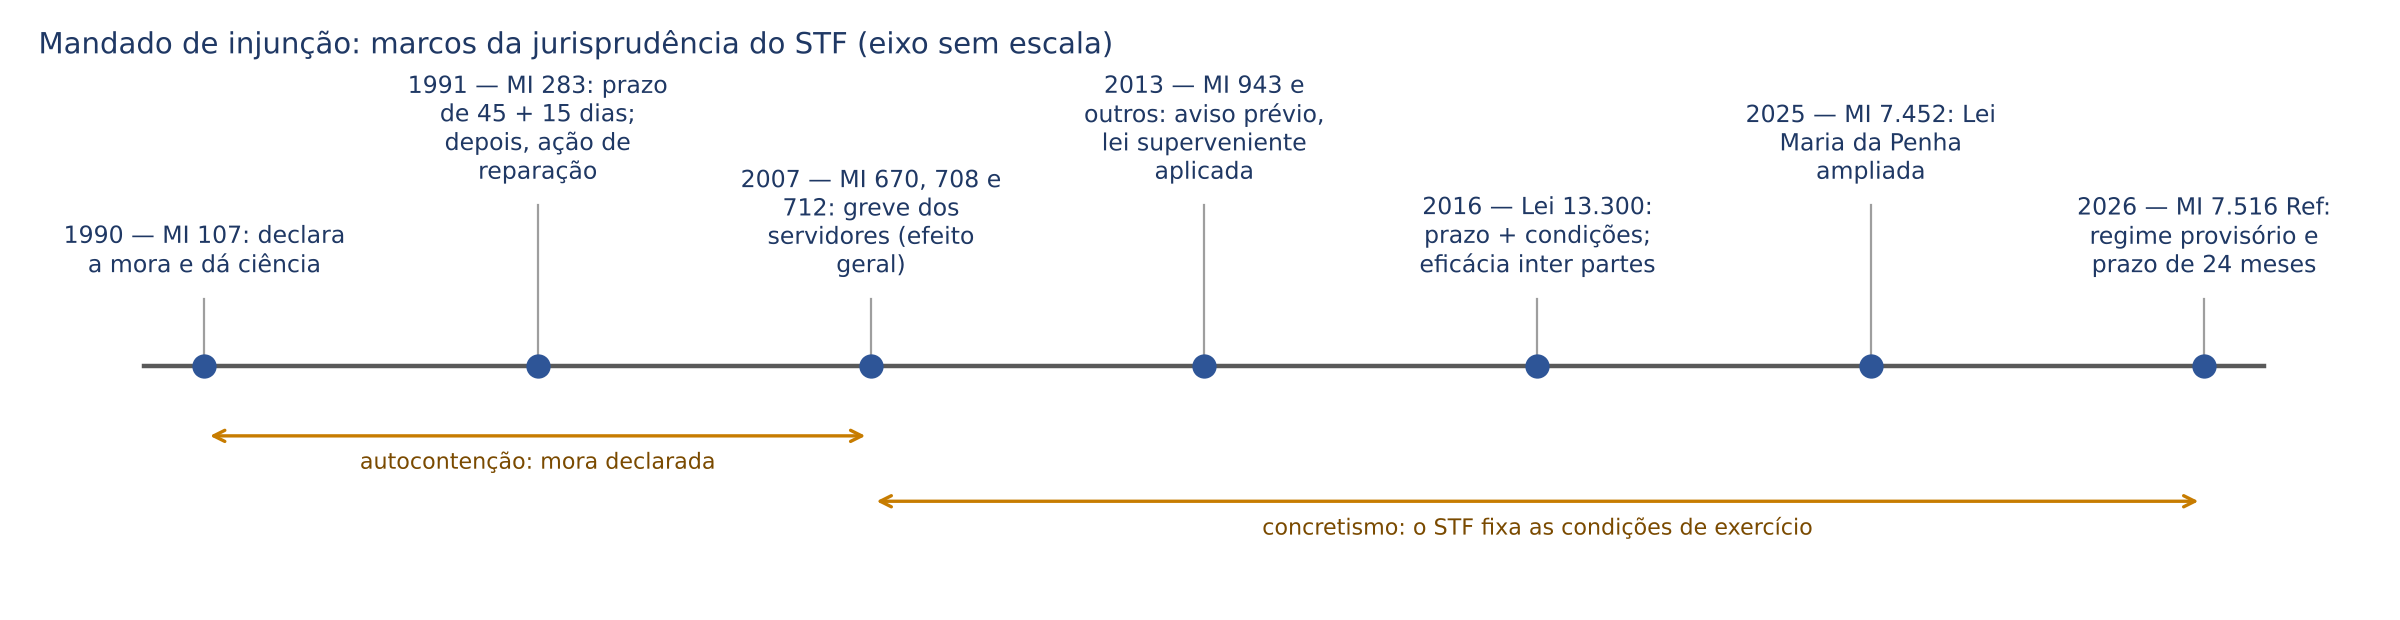 Mandado de injunção: marcos da jurisprudência do STF (eixo sem escala)
1990 — MI 107: declara
a mora e dá ciência
1991 — MI 283: prazo
de 45 + 15 dias;
depois, ação de
reparação
2007 — MI 670, 708 e
712: greve dos
servidores (efeito
geral)
2013 — MI 943 e
outros: aviso prévio,
lei superveniente
aplicada
2016 — Lei 13.300:
prazo + condições;
eficácia inter partes
2025 — MI 7.452: Lei
Maria da Penha
ampliada
2026 — MI 7.516 Ref:
regime provisório e
prazo de 24 meses
autocontenção: mora declarada
concretismo: o STF fixa as condições de exercício